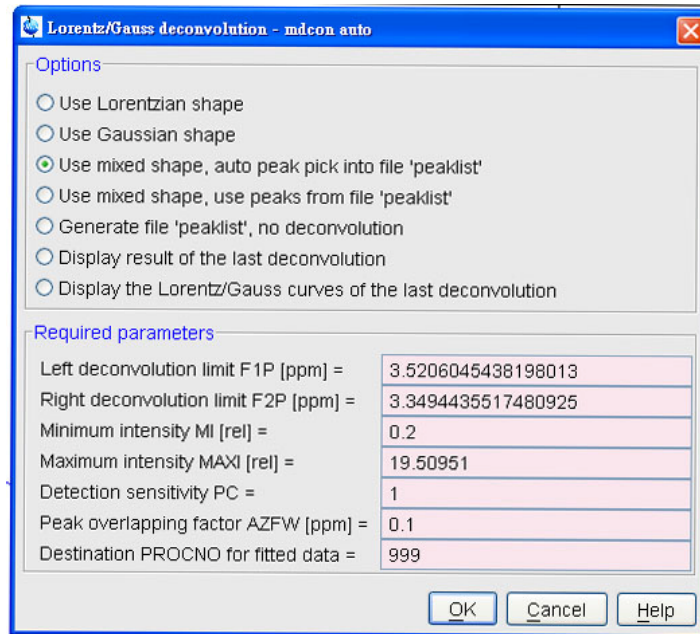 Lorentz/Gauss deconvolution - mdcon auto
Options
Use Lorentzian shape
Use Gaussian shape
Use mixed shape, auto peak pick into file 'peaklist'
Use mixed shape, use peaks from file 'peaklist'
Generate file 'peaklist', no deconvolution
Display result of the last deconvolution
Display the Lorentz/Gauss curves of the last deconvolution
Required parameters
Left deconvolution limit F1P [ppm] = 3.5206045438198013
Right deconvolution limit F2P [ppm] = 3.3494435517480925
Minimum intensity MI [rel] = 0.2
Maximum intensity MAXI [rel] = 19.50951
Detection sensitivity PC = 1
Peak overlapping factor AZFW [ppm] = 0.1
Destination PROCNO for fitted data = 999
OK Cancel Help